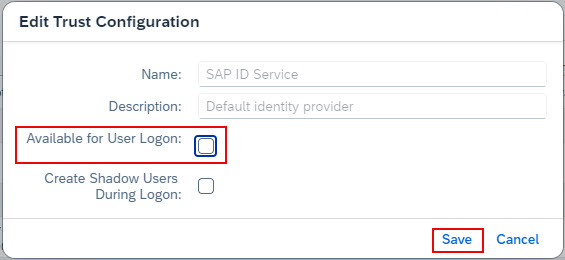 Edit Trust Configuration
Name: SAP ID Service
Description: Default identity provider
Available for User Logon:
Create Shadow Users
During Logon:
Save Cancel